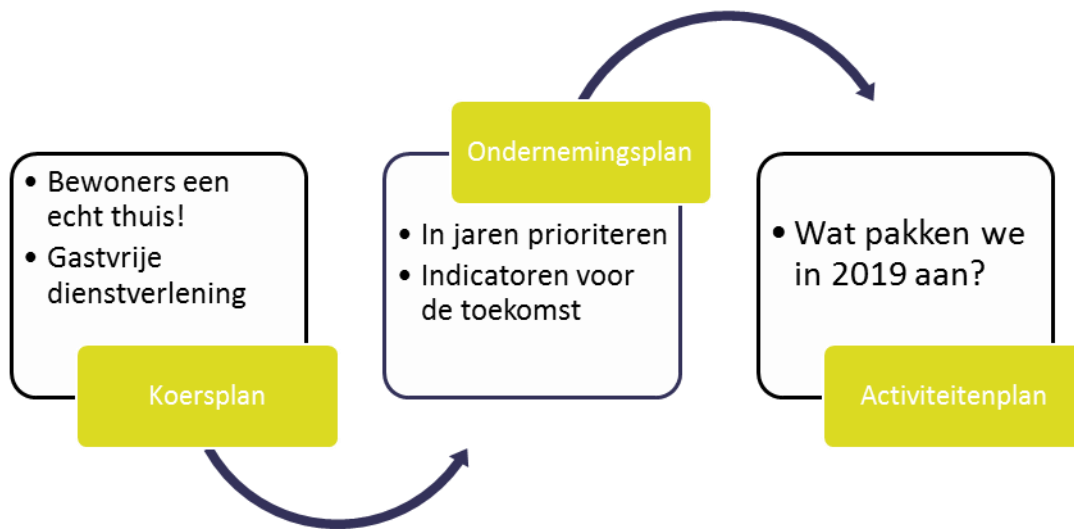 • Bewoners een
echt thuis!
• Gastvrije
dienstverlening
Koersplan
Ondernemingsplan
• In jaren prioriteren
• Indicatoren voor
de toekomst
• Wat pakken we
in 2019 aan?
Activiteitenplan